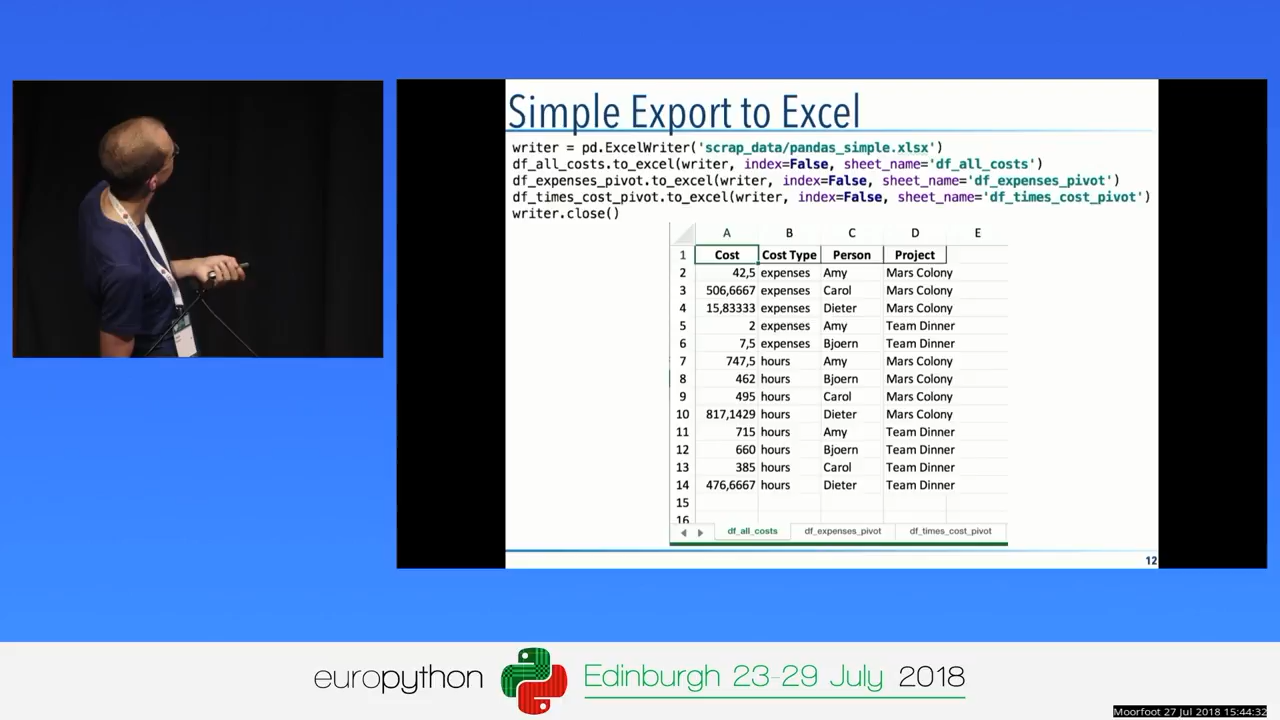 Simple Export to Excel
writer = pd.ExcelWriter('scrap_data/pandas_simple.xlsx')
df_all_costs.to_excel(writer, index=False, sheet_name='df_all_costs')
df_expenses_pivot.to_excel(writer, index=False, sheet_name='df_expenses_pivot')
df_times_cost_pivot.to_excel(writer, index=False, sheet_name='df_times_cost_pivot')
writer.close()
A B C D E
1 Cost Cost Type Person Project
2 42,5 expenses Amy Mars Colony
3 506,6667 expenses Carol Mars Colony
4 15,83333 expenses Dieter Mars Colony
5 2 expenses Amy Team Dinner
6 7,5 expenses Bjoern Team Dinner
7 747,5 hours Amy Mars Colony
8 462 hours Bjoern Mars Colony
9 495 hours Carol Mars Colony
10 817,1429 hours Dieter Mars Colony
11 715 hours Amy Team Dinner
12 660 hours Bjoern Team Dinner
13 385 hours Carol Team Dinner
14 476,6667 hours Dieter Team Dinner
15
16
df_all_costs df_expenses_pivot df_times_cost_pivot
12
europython Edinburgh 23-29 July 2018
Moorfoot 27 Jul 2018 15:44:32